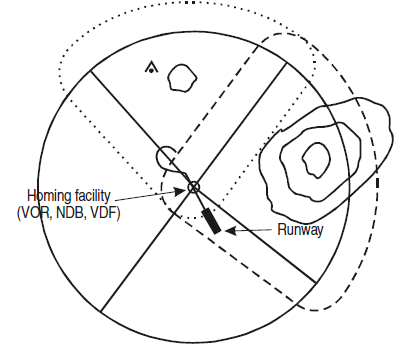 Homing facility
(VOR, NDB, VDF)
Runway